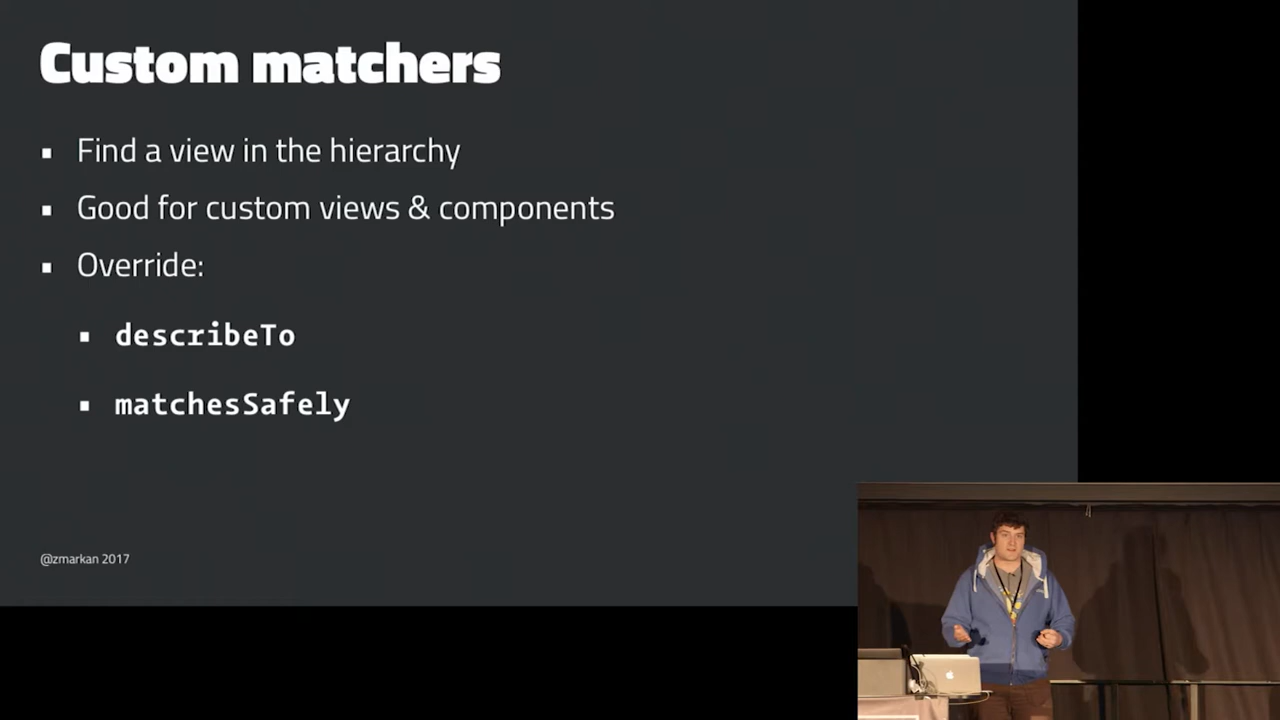 Custom matchers
▪ Find a view in the hierarchy
▪ Good for custom views & components
▪ Override:
▪ describeTo
▪ matchesSafely
@zmarkan 2017